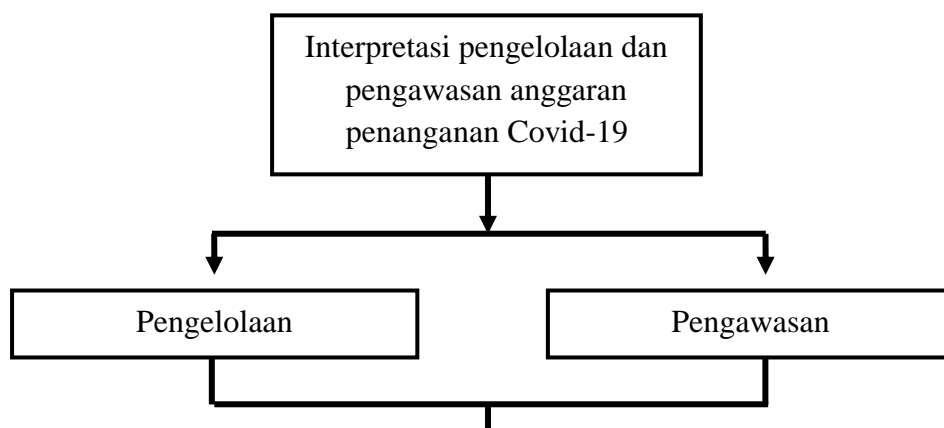 Interpretasi pengelolaan dan
pengawasan anggaran
penanganan Covid-19
Pengelolaan
Pengawasan